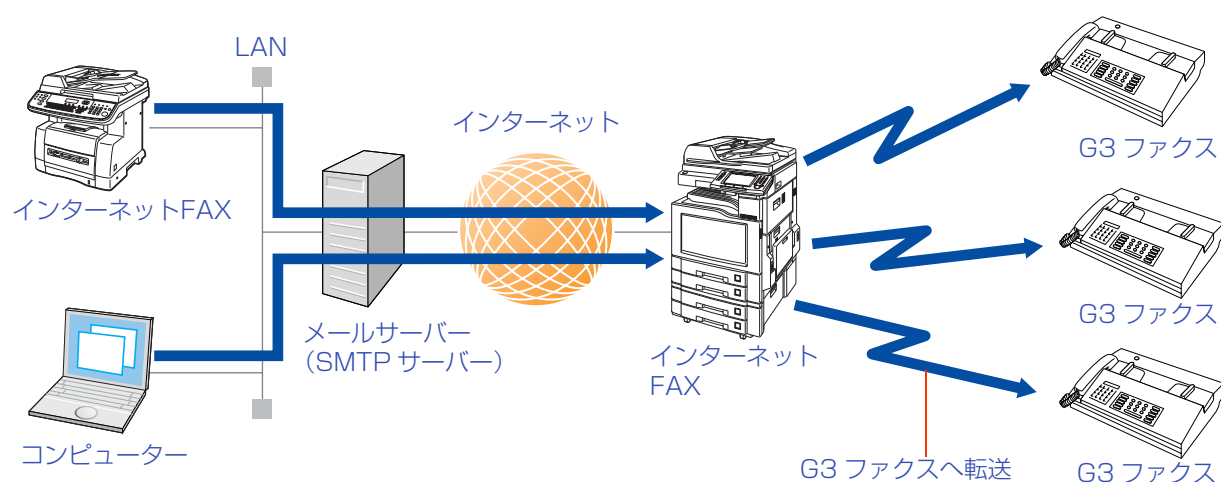 LAN
インターネットFAX
インターネット
メールサーバー
（SMTP サーバー）
コンピューター
インターネット
FAX
G3 ファクス
G3 ファクス
G3 ファクスへ転送
G3 ファクス